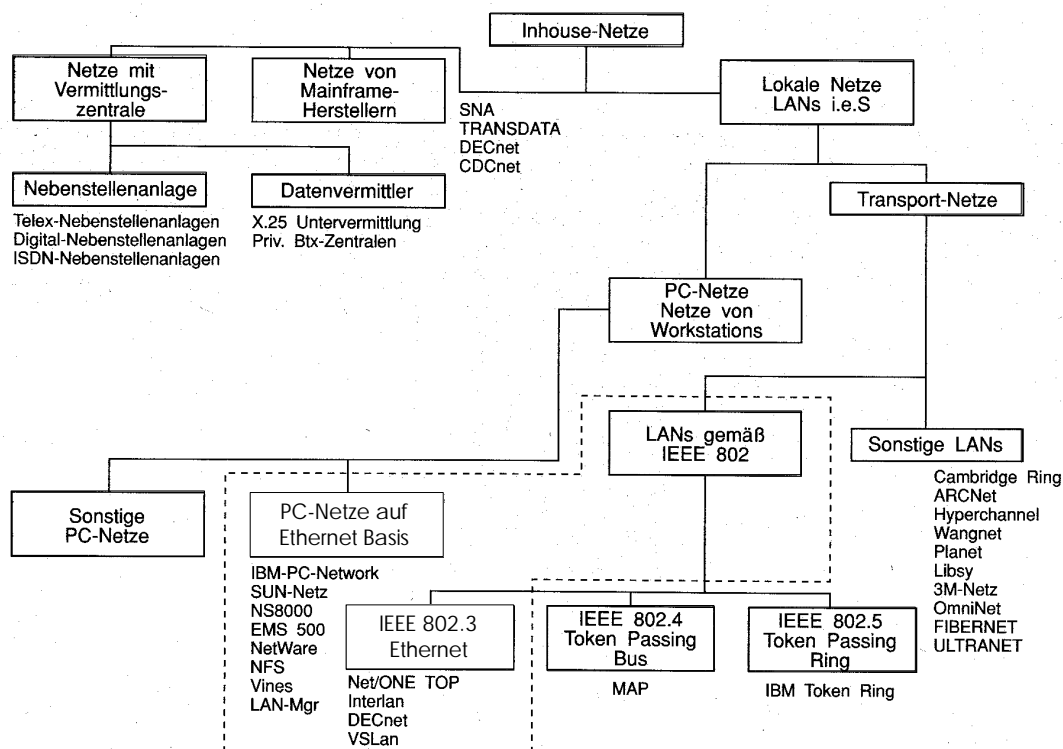 Inhouse-Netze
Netze mit
Vermittlungs-
zentrale
Netze von
Mainframe-
Herstellern
SNA
TRANSDATA
DECnet
CDCnet
Lokale Netze
LANs i.e.S
Nebenstellenanlage
Telex-Nebenstellenanlagen
Digital-Nebenstellenanlagen
ISDN-Nebenstellenanlagen
Datenvermittler
X.25 Untervermittlung
Priv. Btx-Zentralen
Transport-Netze
PC-Netze
Netze von
Workstations
LANs gemäß
IEEE 802
Sonstige LANs
Cambridge Ring
ARCNet
Hyperchannel
Wangnet
Planet
Libsy
3M-Netz
OmniNet
FIBERNET
ULTRANET
Sonstige
PC-Netze
PC-Netze auf
Ethernet Basis
IBM-PC-Network
SUN-Netz
NS8000
EMS 500
NetWare
NFS
Vines
LAN-Mgr
IEEE 802.3
Ethernet
Net/ONE TOP
Interlan
DECnet
VSLan
IEEE 802.4
Token Passing
Bus
MAP
IEEE 802.5
Token Passing
Ring
IBM Token Ring